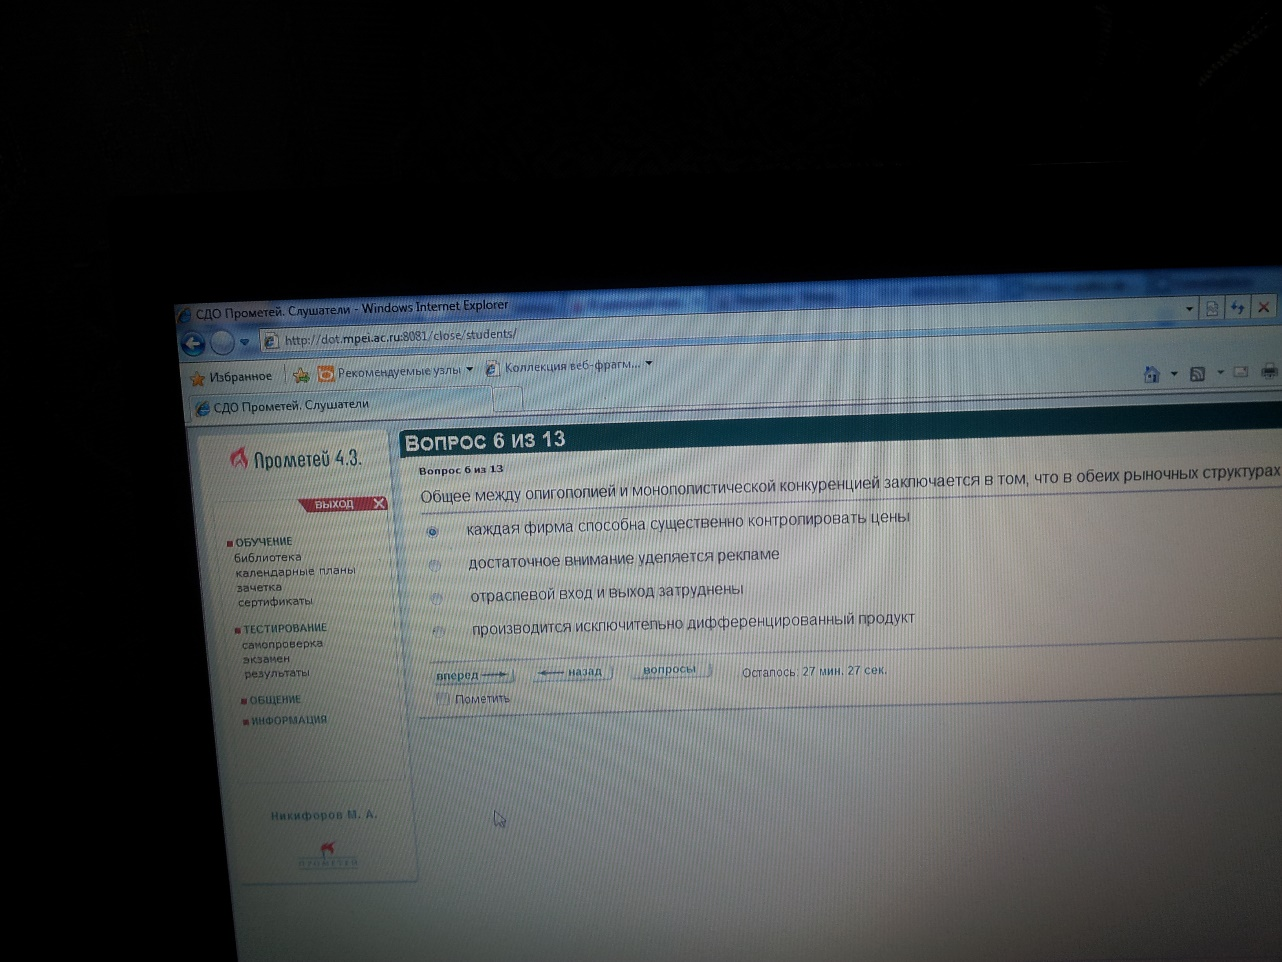 СДО Прометей. Слушатели - Windows Internet Explorer
http://dot.mpei.ac.ru:8081/close/students/
Избранное
Рекомендуемые узлы
Коллекция веб-фрагм...
СДО Прометей. Слушатели
Прометей 4.3.
ВЫХОД
ОБУЧЕНИЕ
библиотека
календарные планы
зачетка
сертификаты
ТЕСТИРОВАНИЕ
самопроверка
экзамен
результаты
ОБЩЕНИЕ
ИНФОРМАЦИЯ
Никифоров М. А.
ПРОМЕТЕЙ
ВОПРОС 6 ИЗ 13
Вопрос 6 из 13
Общее между олигополией и монополистической конкуренцией заключается в том, что в обеих рыночных структурах
каждая фирма способна существенно контролировать цены
достаточное внимание уделяется рекламе
отраслевой вход и выход затруднены
производится исключительно дифференцированный продукт
вперед
назад
вопросы
Осталось: 27 мин. 27 сек.
Пометить